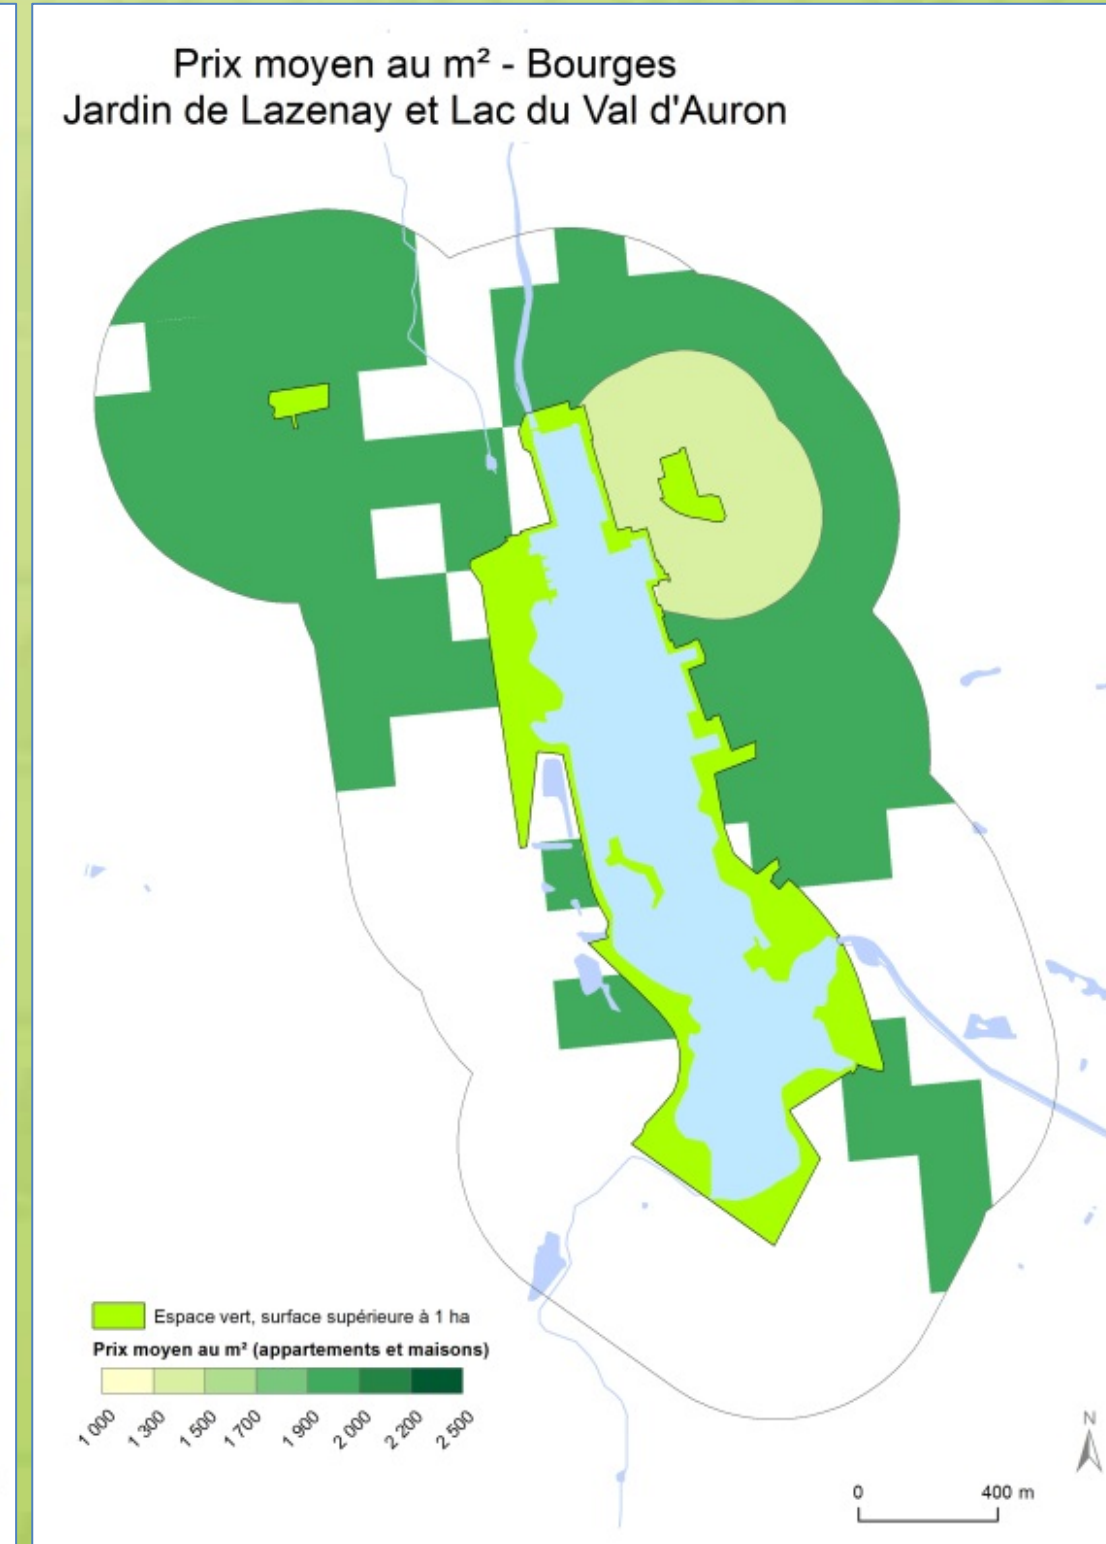 Prix moyen au m² - Bourges
Jardin de Lazenay et Lac du Val d'Auron
Espace vert, surface supérieure à 1 ha
Prix moyen au m² (appartements et maisons)
1 000 1 300 1 500 1 700 1 900 2 000 2 200 2 500
N
0 400 m